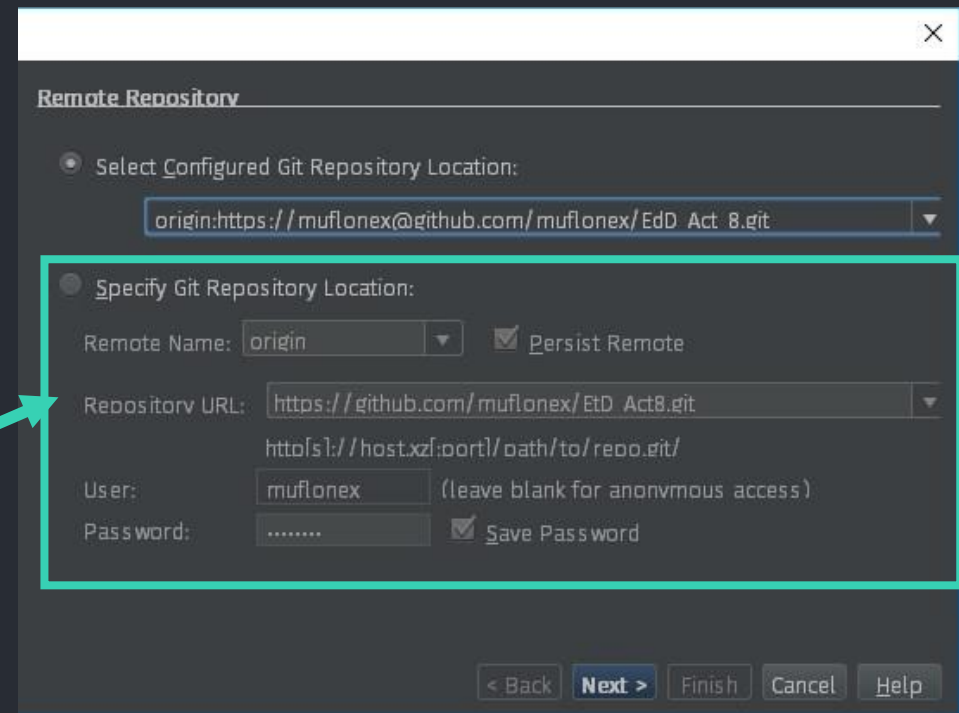 Remote Repository
Select Configured Git Repository Location:
origin:https://muflonex@github.com/muflonex/EdD_Act_8.git
Specify Git Repository Location:
Remote Name: origin Persist Remote
Repository URL: https://github.com/muflonex/EtD_Act8.git
http[s]://host.xz[:port]/path/to/repo.git/
User: muflonex (leave blank for anonymous access)
Password: •••••••• Save Password
< Back Next > Finish Cancel Help